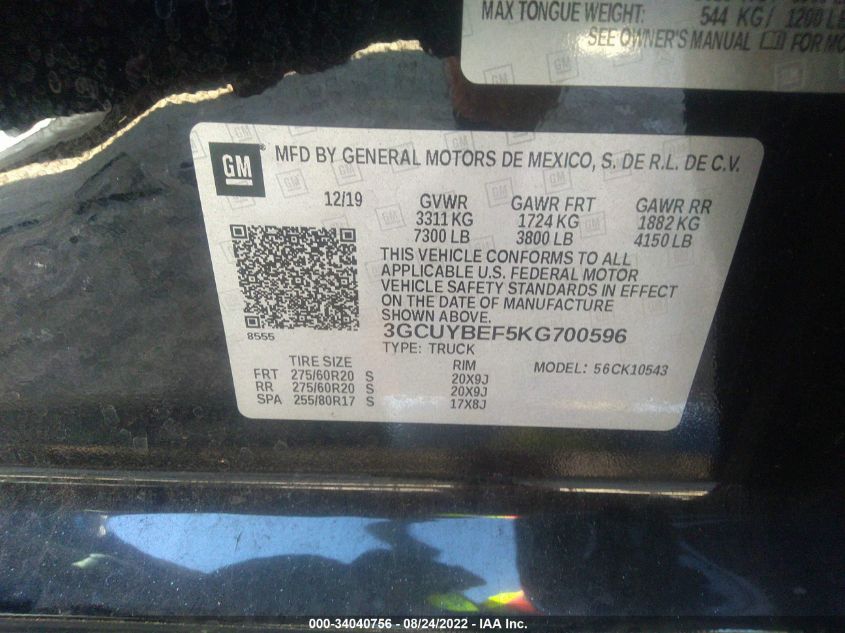 MAX TONGUE WEIGHT: 544 KG/ 1200 LB
SEE OWNER'S MANUAL FOR MO
GM MFD BY GENERAL MOTORS DE MEXICO, S. DE R.L. DE C.V.
12/19 GVWR GAWR FRT GAWR RR
3311 KG 1724 KG 1882 KG
7300 LB 3800 LB 4150 LB
THIS VEHICLE CONFORMS TO ALL
APPLICABLE U.S. FEDERAL MOTOR
VEHICLE SAFETY STANDARDS IN EFFECT
ON THE DATE OF MANUFACTURE
SHOWN ABOVE.
8555 3GCUYBEF5KG700596
TYPE: TRUCK
TIRE SIZE RIM MODEL: 56CK10543
FRT 275/60R20 S 20X9J
RR 275/60R20 S 20X9J
SPA 255/80R17 S 17X8J
000-34040756 - 08/24/2022 - IAA Inc.